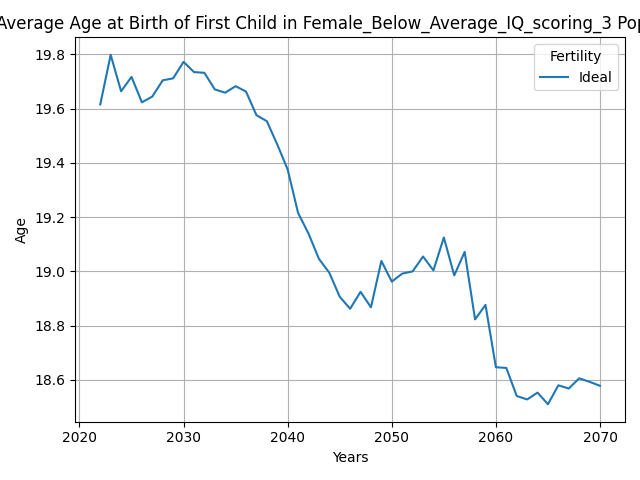 Average Age at Birth of First Child in Female_Below_Average_IQ_scoring_3 Pop
Fertility
Ideal
19.8
19.6
19.4
19.2
19.0
18.8
18.6
Age
2020 2030 2040 2050 2060 2070
Years